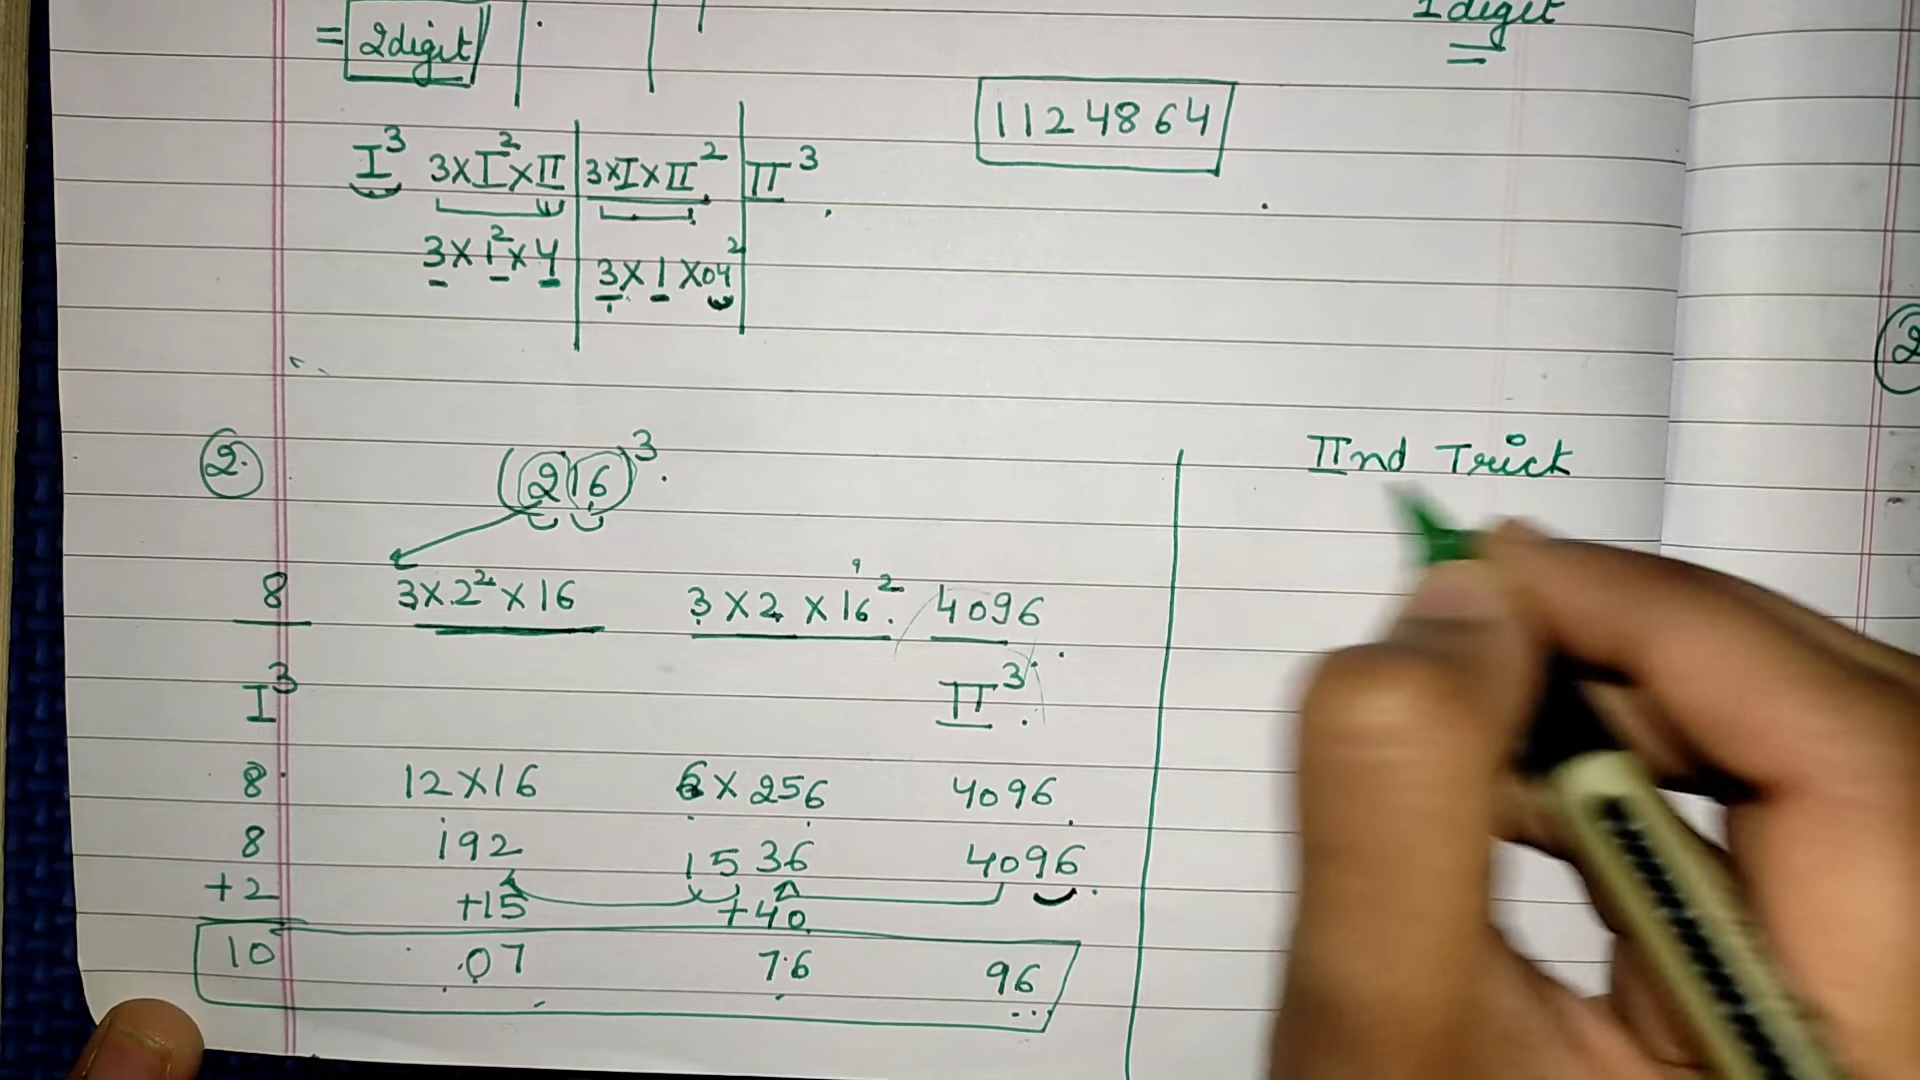 = 2digit
1digit
1124864
I³ 3×I²×II 3×I×II² II³
3×1²×4 3×1×04²
2
2. (216)³
IInd Trick
8 3×2²×16 3×2×16² 4096
I³ II³
8 12×16 6×256 4096
8 192 1536 4096
+2 +15 +40
10 07 76 96